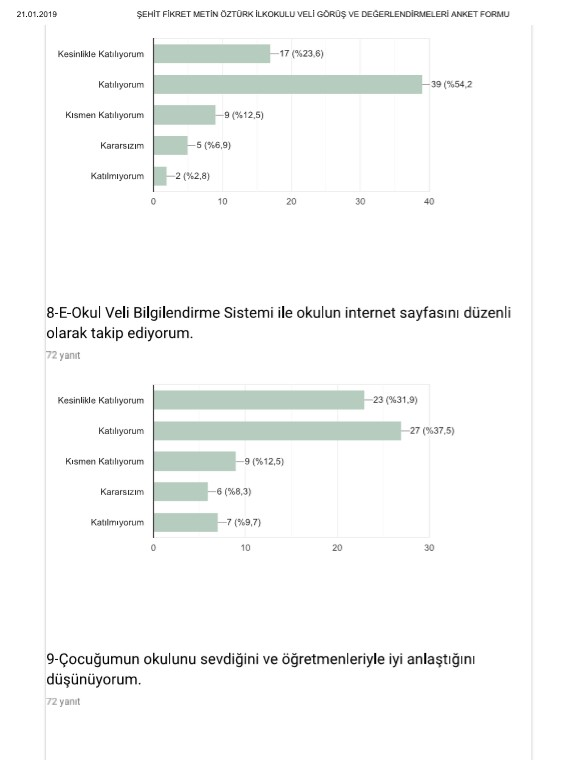 21.01.2019 ŞEHİT FİKRET METİN ÖZTÜRK İLKOKULU VELİ GÖRÜŞ VE DEĞERLENDİRMELERİ ANKET FORMU
Kesinlikle Katılıyorum 17 (%23,6)
Katılıyorum 39 (%54,2
Kısmen Katılıyorum 9 (%12,5)
Kararsızım 5 (%6,9)
Katılmıyorum 2 (%2,8)
0 10 20 30 40
8-E-Okul Veli Bilgilendirme Sistemi ile okulun internet sayfasını düzenli
olarak takip ediyorum.
72 yanıt
Kesinlikle Katılıyorum 23 (%31,9)
Katılıyorum 27 (%37,5)
Kısmen Katılıyorum 9 (%12,5)
Kararsızım 6 (%8,3)
Katılmıyorum 7 (%9,7)
0 10 20 30
9-Çocuğumun okulunu sevdiğini ve öğretmenleriyle iyi anlaştığını
düşünüyorum.
72 yanıt